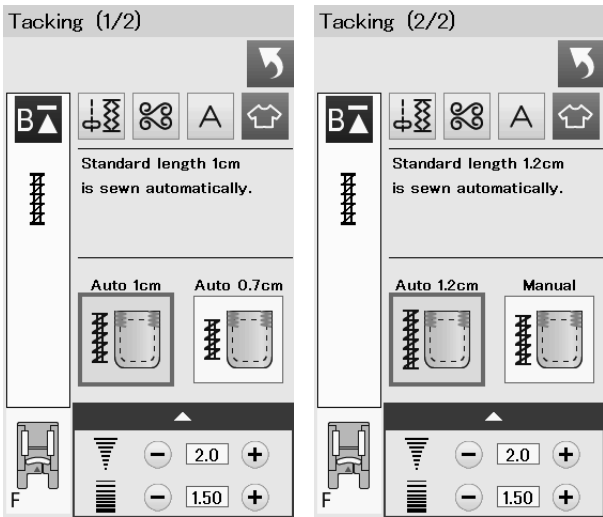 Tacking (1/2)
B
A
Standard length 1cm
is sewn automatically.
Auto 1cm Auto 0.7cm
2.0
1.50
F
Tacking (2/2)
B
A
Standard length 1.2cm
is sewn automatically.
Auto 1.2cm Manual
2.0
1.50
F